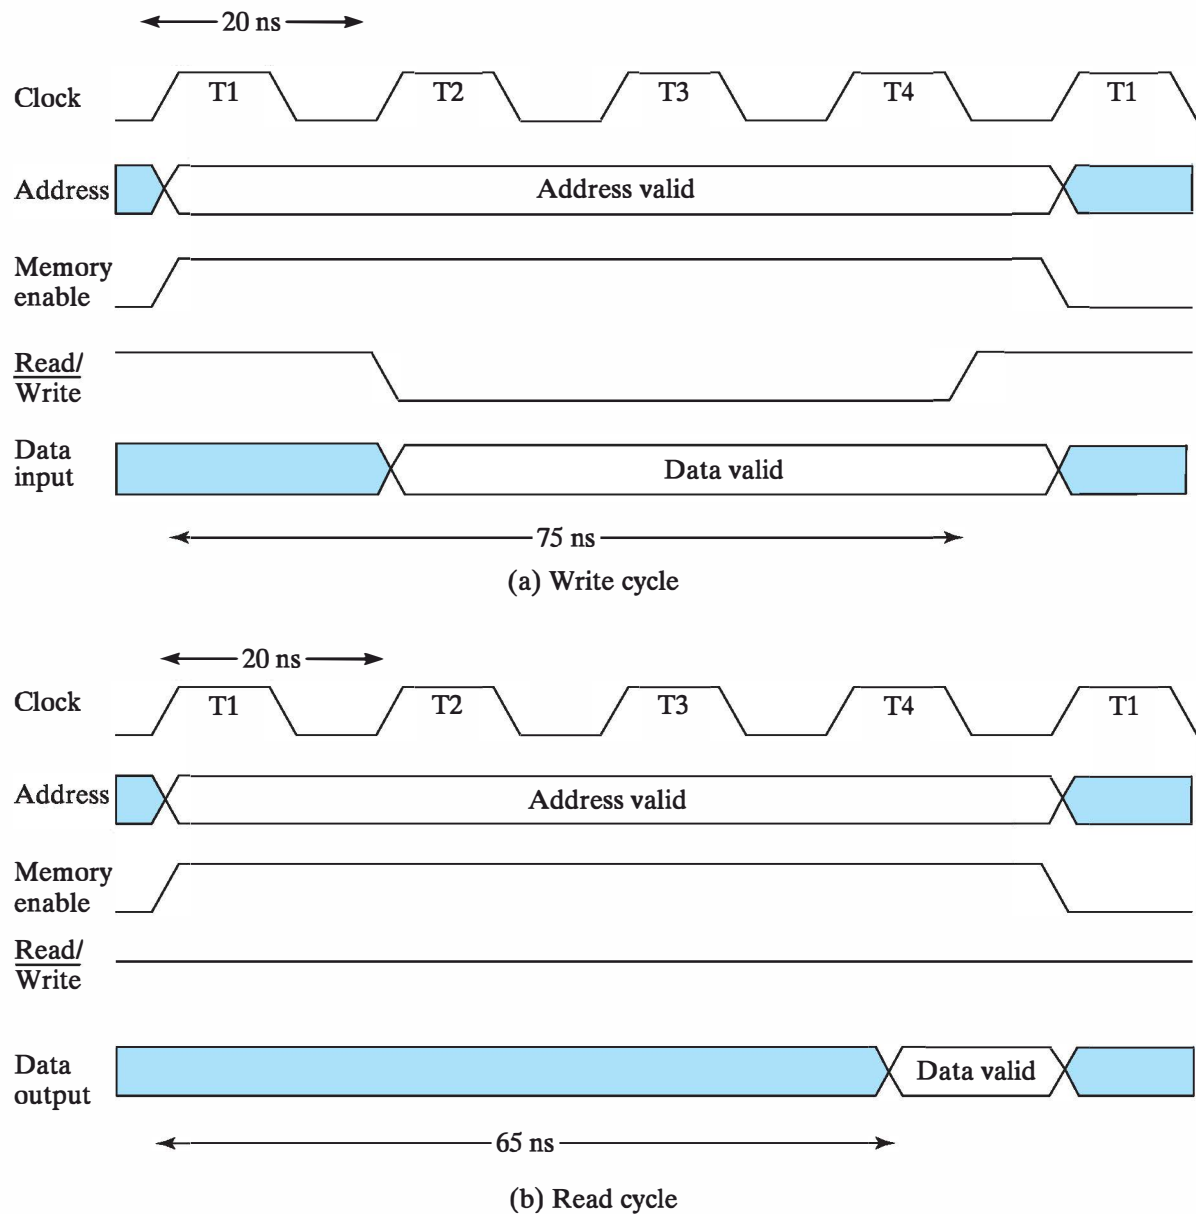 20 ns
Clock T1 T2 T3 T4 T1
Address Address valid
Memory
enable
Read/
Write
Data
input Data valid
75 ns
(a) Write cycle
20 ns
Clock T1 T2 T3 T4 T1
Address Address valid
Memory
enable
Read/
Write
Data
output Data valid
65 ns
(b) Read cycle